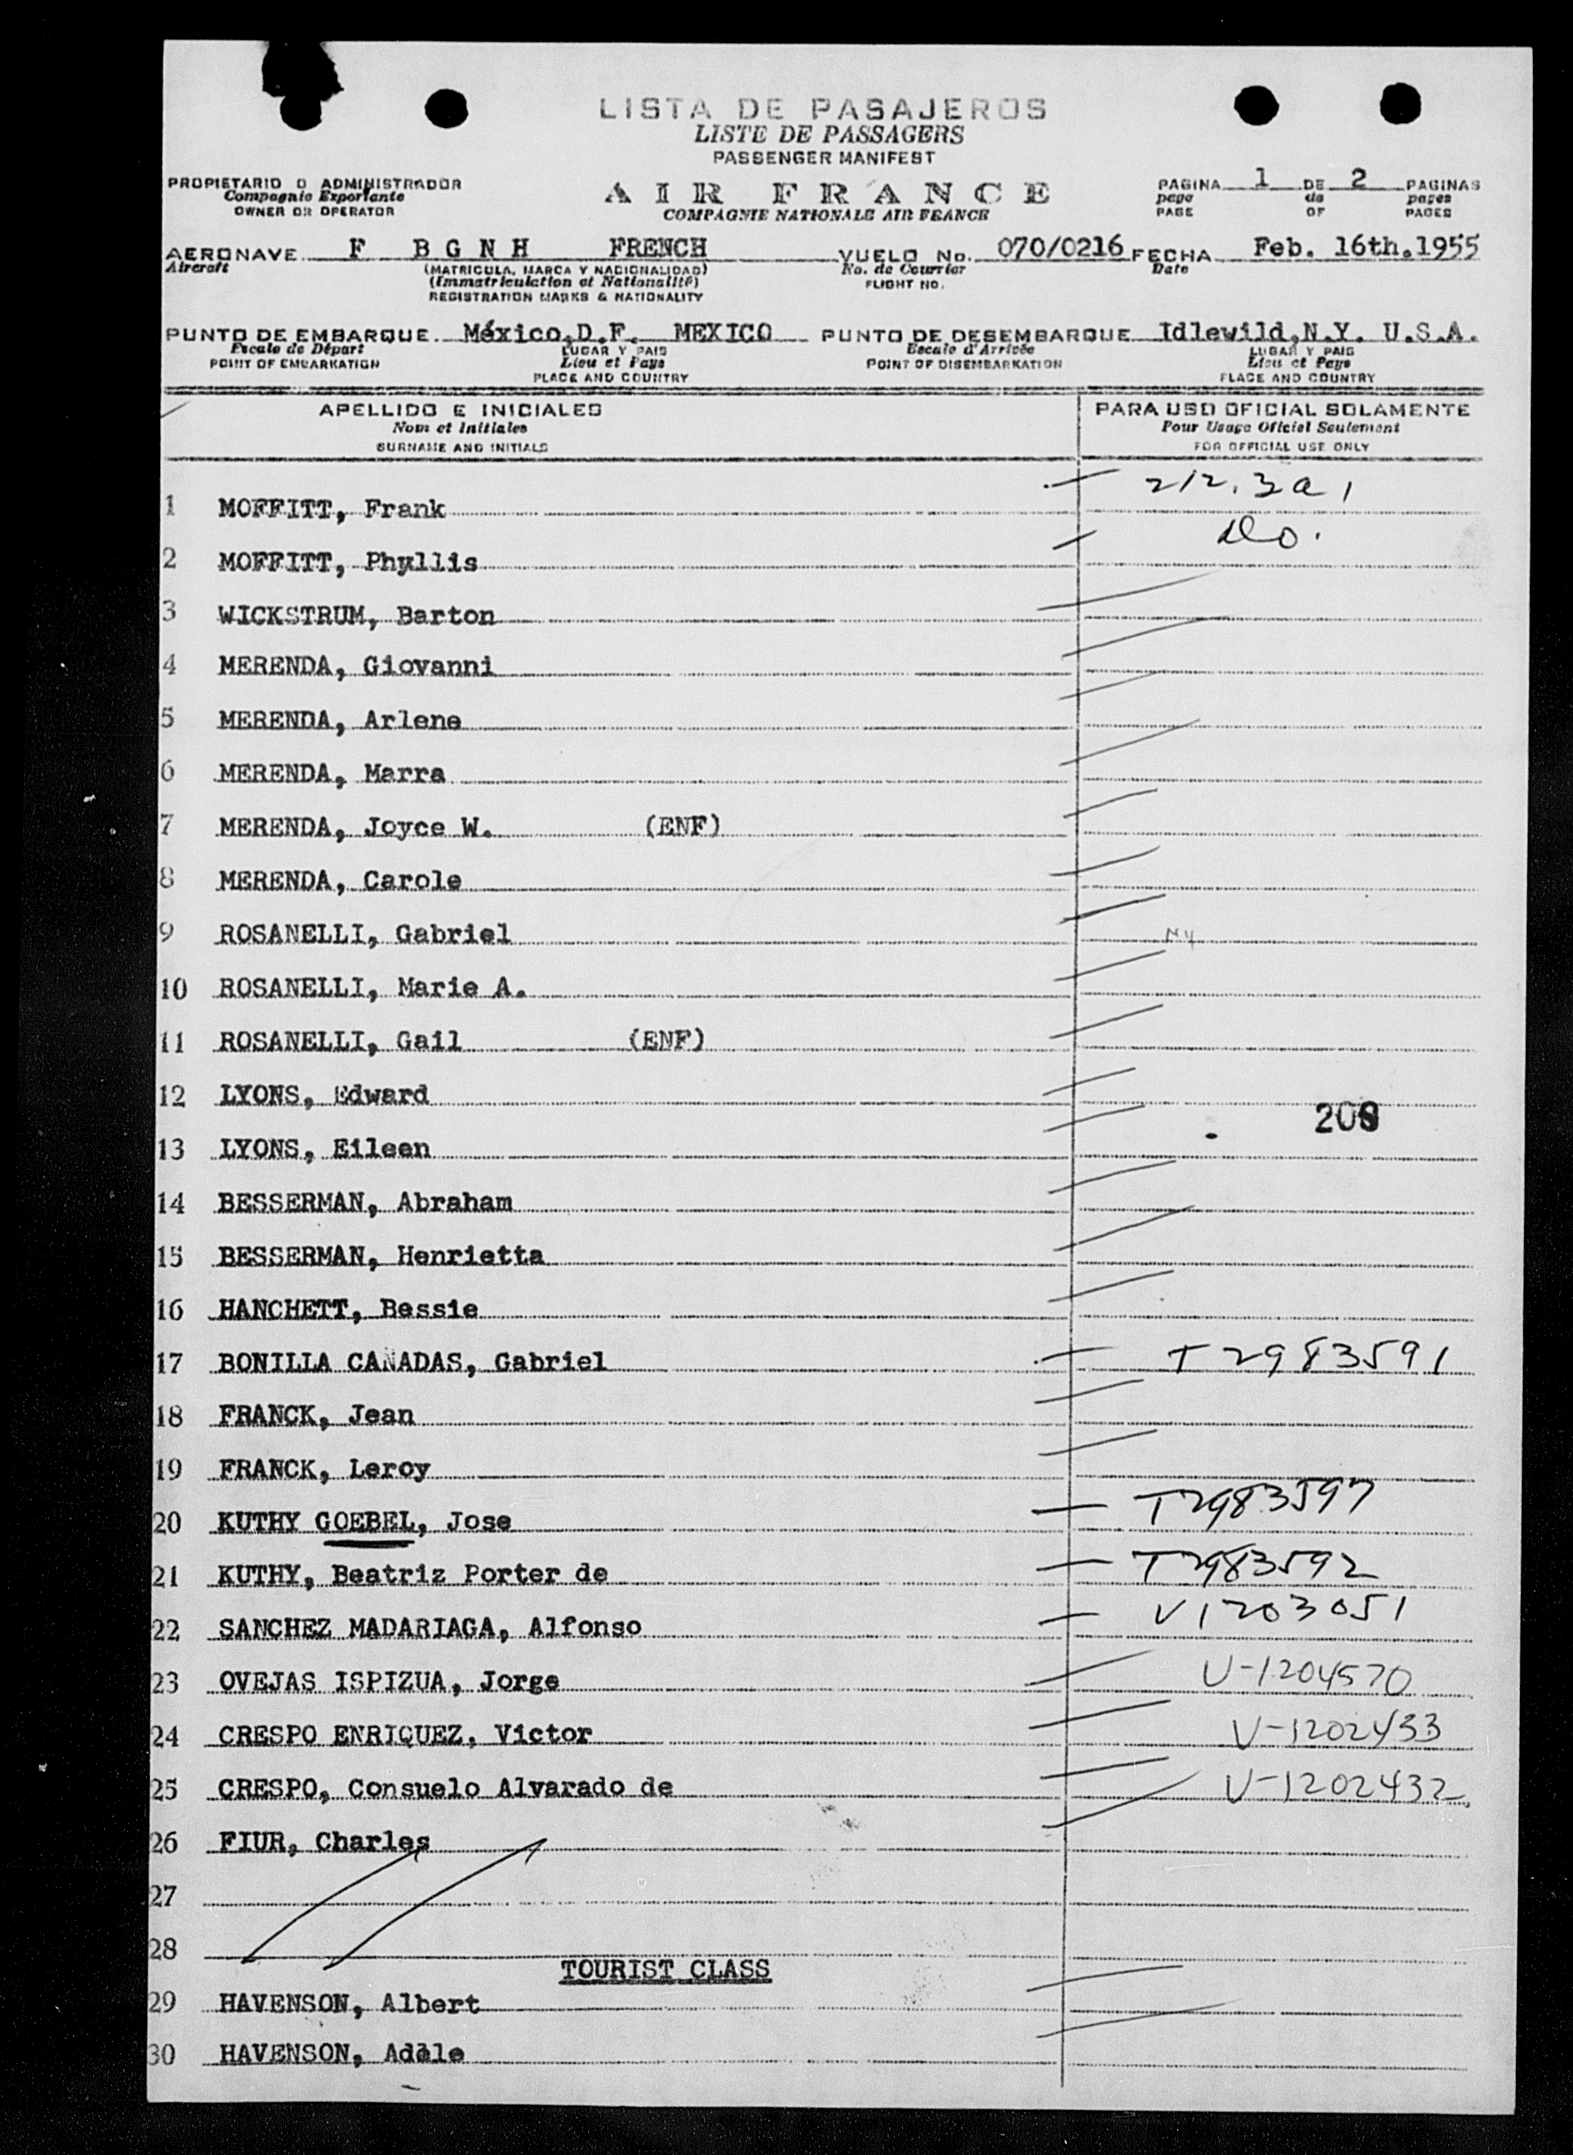 LISTA DE PASAJEROS
LISTE DE PASSAGERS
PASSENGER MANIFEST
PROPIETARIO O ADMINISTRADOR
Compagnie Exportante
OWNER OR OPERATOR
AIR FRANCE
COMPAGNIE NATIONALE AIR FRANCE
PAGINA 1 DE 2 PAGINAS
page de pages
PAGE OF PAGES
AERONAVE F BGNH FRENCH VUELO No. 070/0216 FECHA Feb. 16th.1955
Aircraft (MATRICULA, MARCA Y NACIONALIDAD) No. de Courrier Date
(Immatriculation et Nationalité) FLIGHT NO.
REGISTRATION MARKS & NATIONALITY
PUNTO DE EMBARQUE México,D.F. MEXICO PUNTO DE DESEMBARQUE Idlewild,N.Y. U.S.A.
Escale de Départ LUGAR Y PAIS Escale d'Arrivée LUGAR Y PAIS
POINT OF EMBARKATION Lieu et Pays POINT OF DISEMBARKATION Lieu et Pays
PLACE AND COUNTRY PLACE AND COUNTRY
APELLIDO E INICIALES PARA USO OFICIAL SOLAMENTE
Nom et Initiales Pour Usage Officiel Seulement
SURNAME AND INITIALS FOR OFFICIAL USE ONLY
1 MOFFITT, Frank 212.3a1
2 MOFFITT, Phyllis Do.
3 WICKSTRUM, Barton
4 MERENDA, Giovanni
5 MERENDA, Arlene
6 MERENDA, Marra
7 MERENDA, Joyce W. (ENF)
8 MERENDA, Carole
9 ROSANELLI, Gabriel NY
10 ROSANELLI, Marie A.
11 ROSANELLI, Gail (ENF)
12 LYONS, Edward
13 LYONS, Eileen
14 BESSERMAN, Abraham
15 BESSERMAN, Henrietta
16 HANCHETT, Bessie
17 BONILLA CAÑADAS, Gabriel T2983591
18 FRANCK, Jean
19 FRANCK, Leroy
20 KUTHY GOEBEL, Jose T2983597
21 KUTHY, Beatriz Porter de T2983592
22 SANCHEZ MADARIAGA, Alfonso V1203051
23 OVEJAS ISPIZUA, Jorge V-1204570
24 CRESPO ENRIQUEZ, Victor V-1202433
25 CRESPO, Consuelo Alvarado de V-1202432
26 FIUR, Charles
27
28
TOURIST CLASS
29 HAVENSON, Albert
30 HAVENSON, Adèle